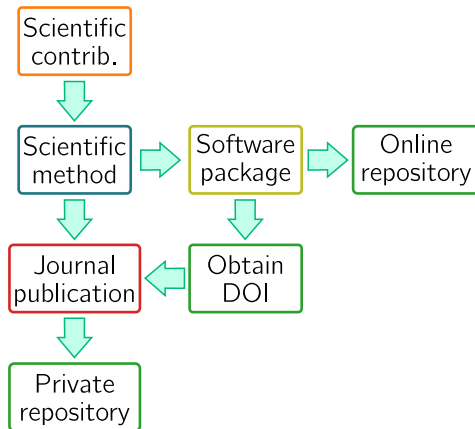 Scientific
contrib.
Scientific
method
Software
package
Online
repository
Journal
publication
Obtain
DOI
Private
repository